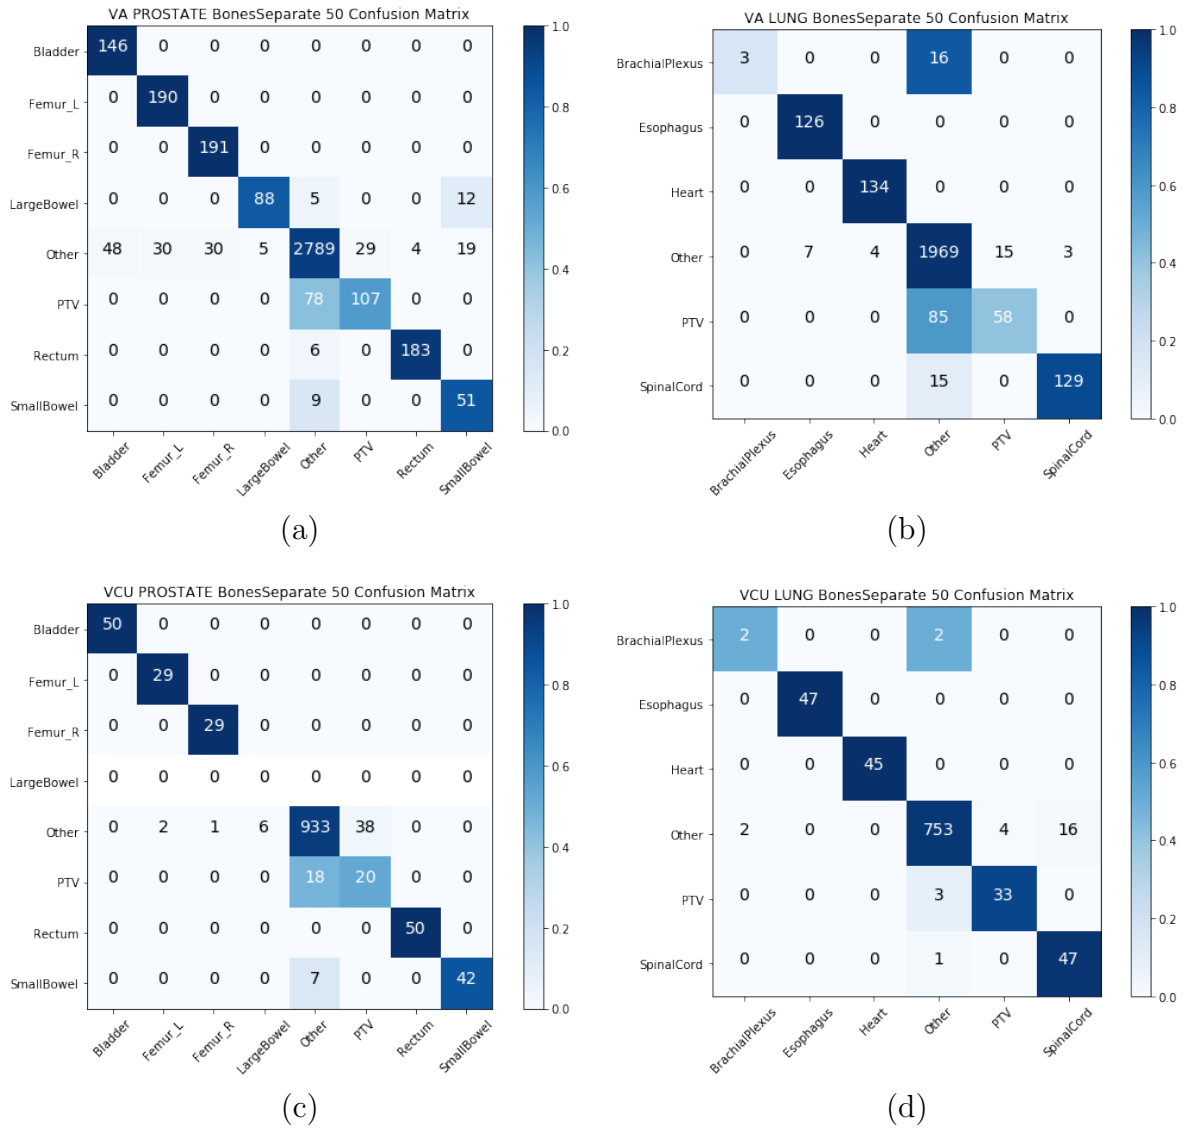 VA PROSTATE BonesSeparate 50 Confusion Matrix
Bladder 146 0 0 0 0 0 0 0
Femur_L 0 190 0 0 0 0 0 0
Femur_R 0 0 191 0 0 0 0 0
LargeBowel 0 0 0 88 5 0 0 12
Other 48 30 30 5 2789 29 4 19
PTV 0 0 0 0 78 107 0 0
Rectum 0 0 0 0 6 0 183 0
SmallBowel 0 0 0 0 9 0 0 51
Bladder Femur_L Femur_R LargeBowel Other PTV Rectum SmallBowel
1.0
0.8
0.6
0.4
0.2
0.0
(a)
VA LUNG BonesSeparate 50 Confusion Matrix
BrachialPlexus 3 0 0 16 0 0
Esophagus 0 126 0 0 0 0
Heart 0 0 134 0 0 0
Other 0 7 4 1969 15 3
PTV 0 0 0 85 58 0
SpinalCord 0 0 0 15 0 129
BrachialPlexus Esophagus Heart Other PTV SpinalCord
1.0
0.8
0.6
0.4
0.2
0.0
(b)
VCU PROSTATE BonesSeparate 50 Confusion Matrix
Bladder 50 0 0 0 0 0 0 0
Femur_L 0 29 0 0 0 0 0 0
Femur_R 0 0 29 0 0 0 0 0
LargeBowel 0 0 0 0 0 0 0 0
Other 0 2 1 6 933 38 0 0
PTV 0 0 0 0 18 20 0 0
Rectum 0 0 0 0 0 0 50 0
SmallBowel 0 0 0 0 7 0 0 42
Bladder Femur_L Femur_R LargeBowel Other PTV Rectum SmallBowel
1.0
0.8
0.6
0.4
0.2
0.0
(c)
VCU LUNG BonesSeparate 50 Confusion Matrix
BrachialPlexus 2 0 0 2 0 0
Esophagus 0 47 0 0 0 0
Heart 0 0 45 0 0 0
Other 2 0 0 753 4 16
PTV 0 0 0 3 33 0
SpinalCord 0 0 0 1 0 47
BrachialPlexus Esophagus Heart Other PTV SpinalCord
1.0
0.8
0.6
0.4
0.2
0.0
(d)